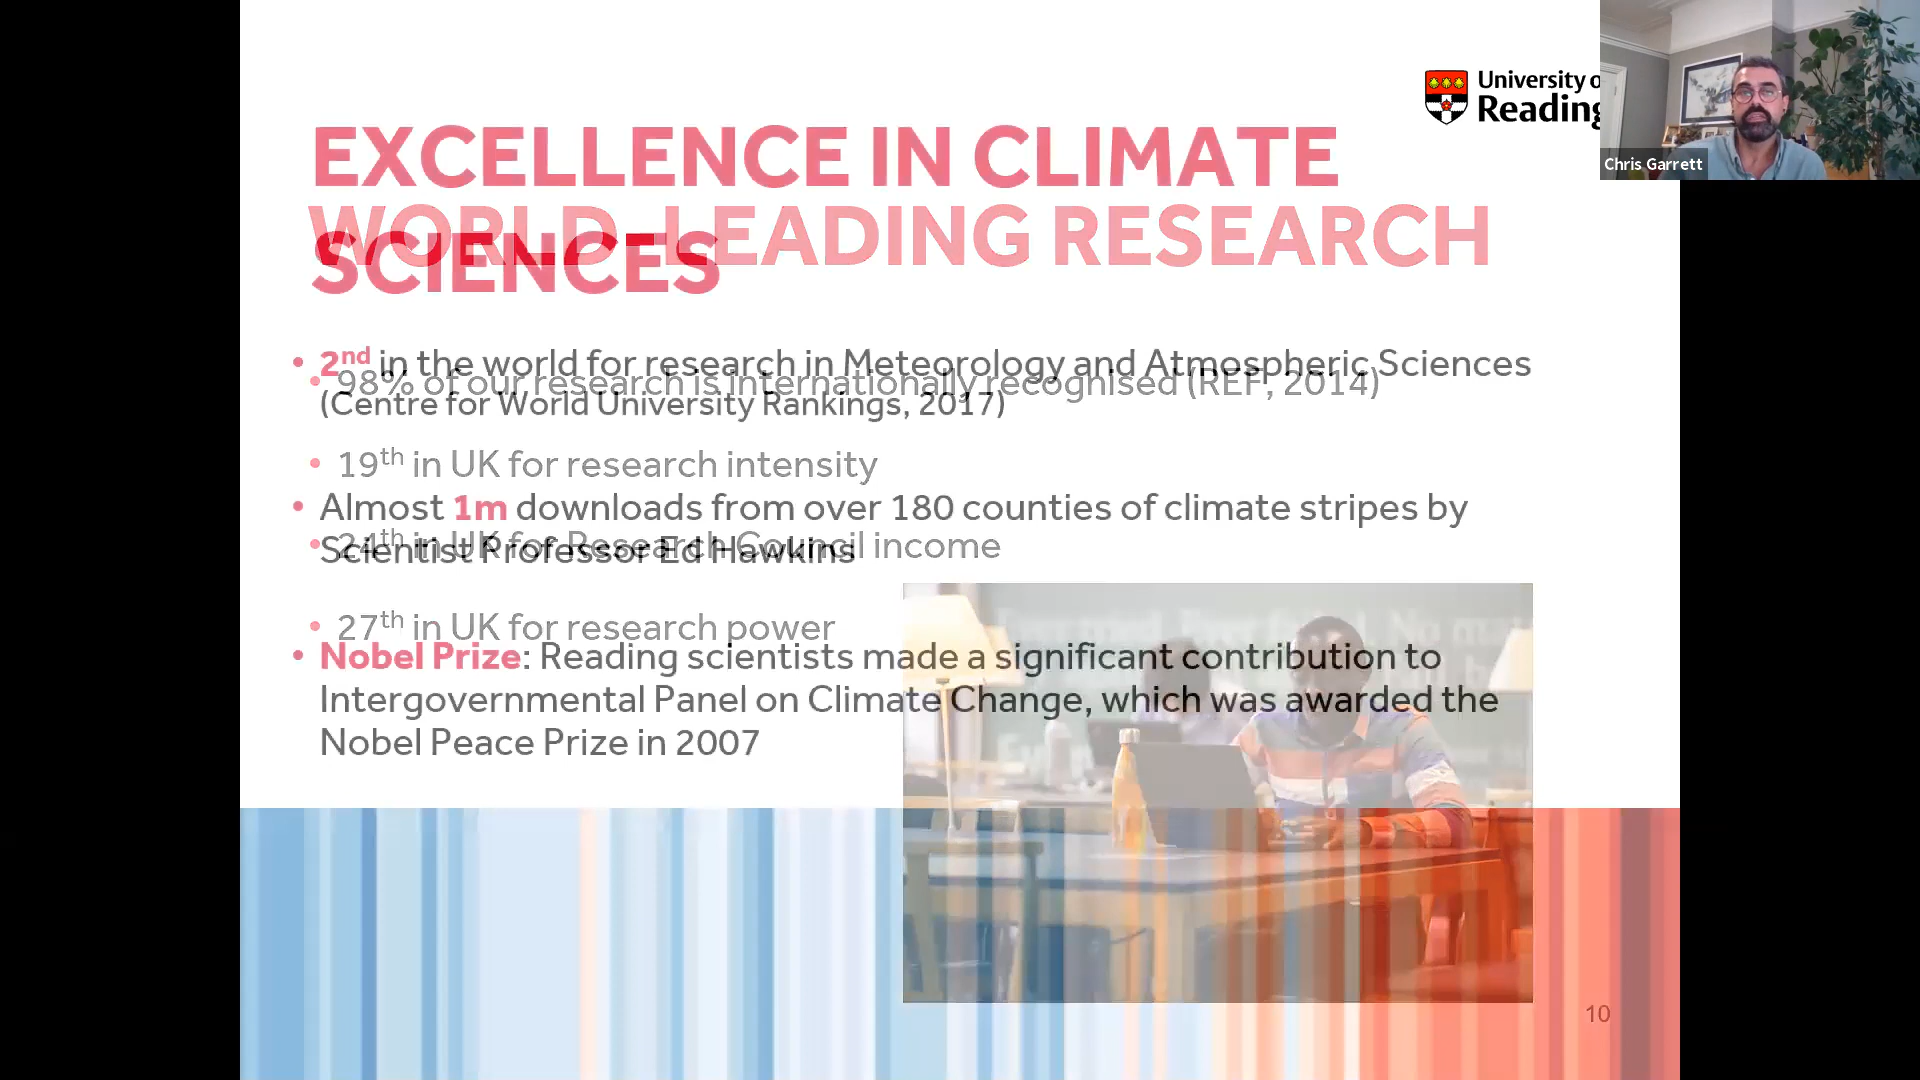 University o
Reading
Chris Garrett
EXCELLENCE IN CLIMATE
SCIENCES
WORLD-LEADING RESEARCH
• 2nd in the world for research in Meteorology and Atmospheric Sciences
(Centre for World University Rankings, 2017)
• Almost 1m downloads from over 180 counties of climate stripes by
Scientist Professor Ed Hawkins
• Nobel Prize: Reading scientists made a significant contribution to
Intergovernmental Panel on Climate Change, which was awarded the
Nobel Peace Prize in 2007
• 98% of our research is internationally recognised (REF, 2014)
• 19th in UK for research intensity
• 24th in UK for Research Council income
• 27th in UK for research power
10